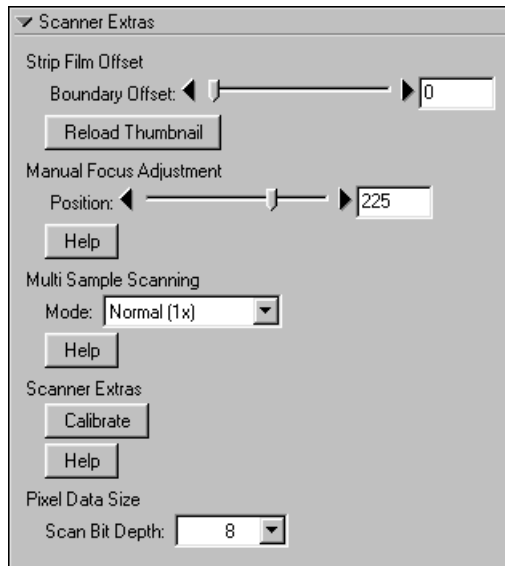 Scanner Extras
Strip Film Offset
Boundary Offset: 0
Reload Thumbnail
Manual Focus Adjustment
Position: 225
Help
Multi Sample Scanning
Mode: Normal (1x)
Help
Scanner Extras
Calibrate
Help
Pixel Data Size
Scan Bit Depth: 8